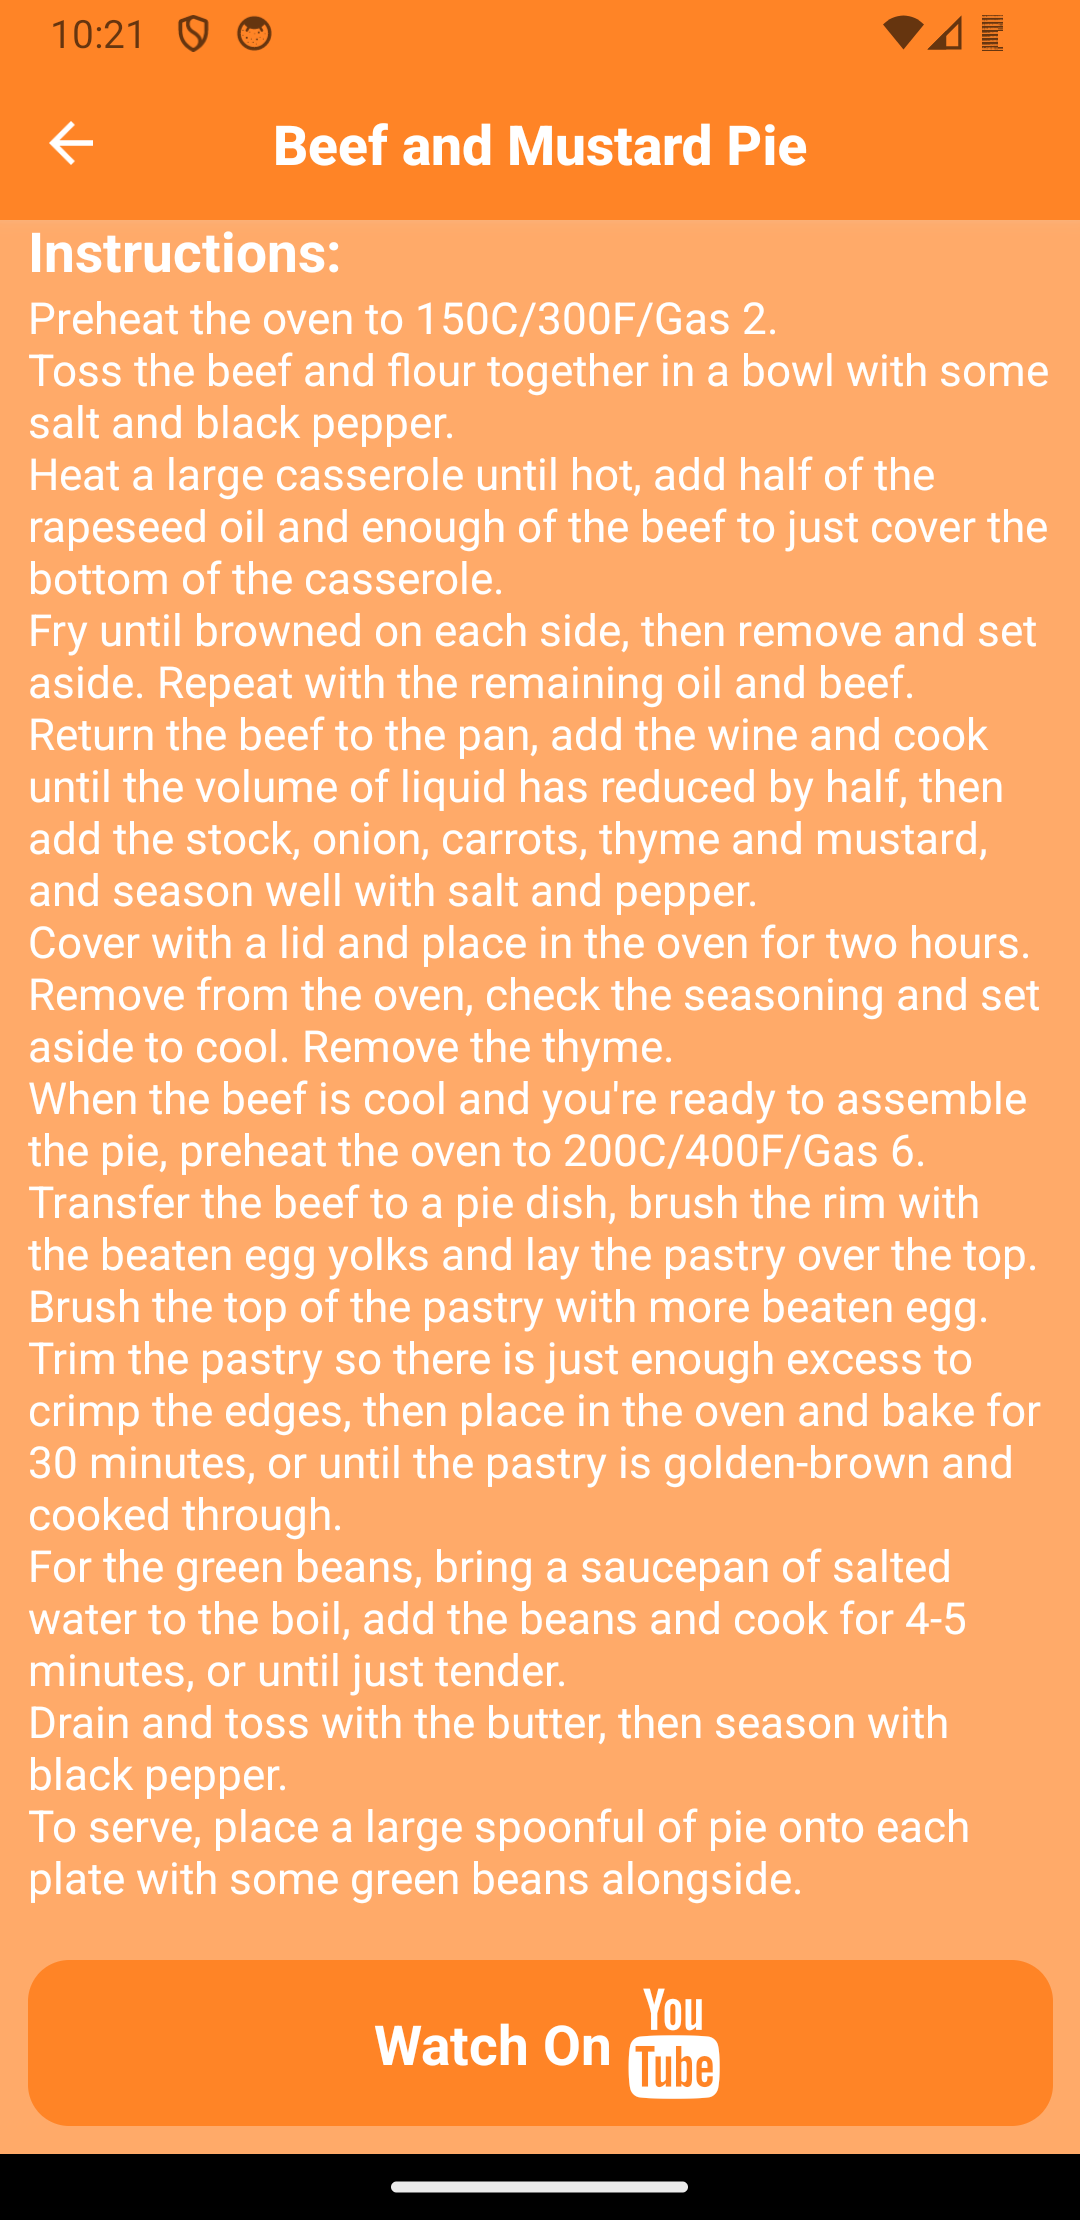 10:21
Beef and Mustard Pie
Instructions:
Preheat the oven to 150C/300F/Gas 2.
Toss the beef and flour together in a bowl with some
salt and black pepper.
Heat a large casserole until hot, add half of the
rapeseed oil and enough of the beef to just cover the
bottom of the casserole.
Fry until browned on each side, then remove and set
aside. Repeat with the remaining oil and beef.
Return the beef to the pan, add the wine and cook
until the volume of liquid has reduced by half, then
add the stock, onion, carrots, thyme and mustard,
and season well with salt and pepper.
Cover with a lid and place in the oven for two hours.
Remove from the oven, check the seasoning and set
aside to cool. Remove the thyme.
When the beef is cool and you're ready to assemble
the pie, preheat the oven to 200C/400F/Gas 6.
Transfer the beef to a pie dish, brush the rim with
the beaten egg yolks and lay the pastry over the top.
Brush the top of the pastry with more beaten egg.
Trim the pastry so there is just enough excess to
crimp the edges, then place in the oven and bake for
30 minutes, or until the pastry is golden-brown and
cooked through.
For the green beans, bring a saucepan of salted
water to the boil, add the beans and cook for 4-5
minutes, or until just tender.
Drain and toss with the butter, then season with
black pepper.
To serve, place a large spoonful of pie onto each
plate with some green beans alongside.
Watch On You
Tube